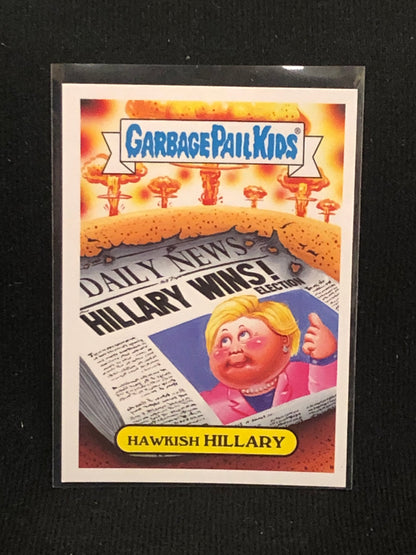 GARBAGE PAIL KIDS
DAILY NEWS
HILLARY WINS!
ELECTION
HAWKISH HILLARY